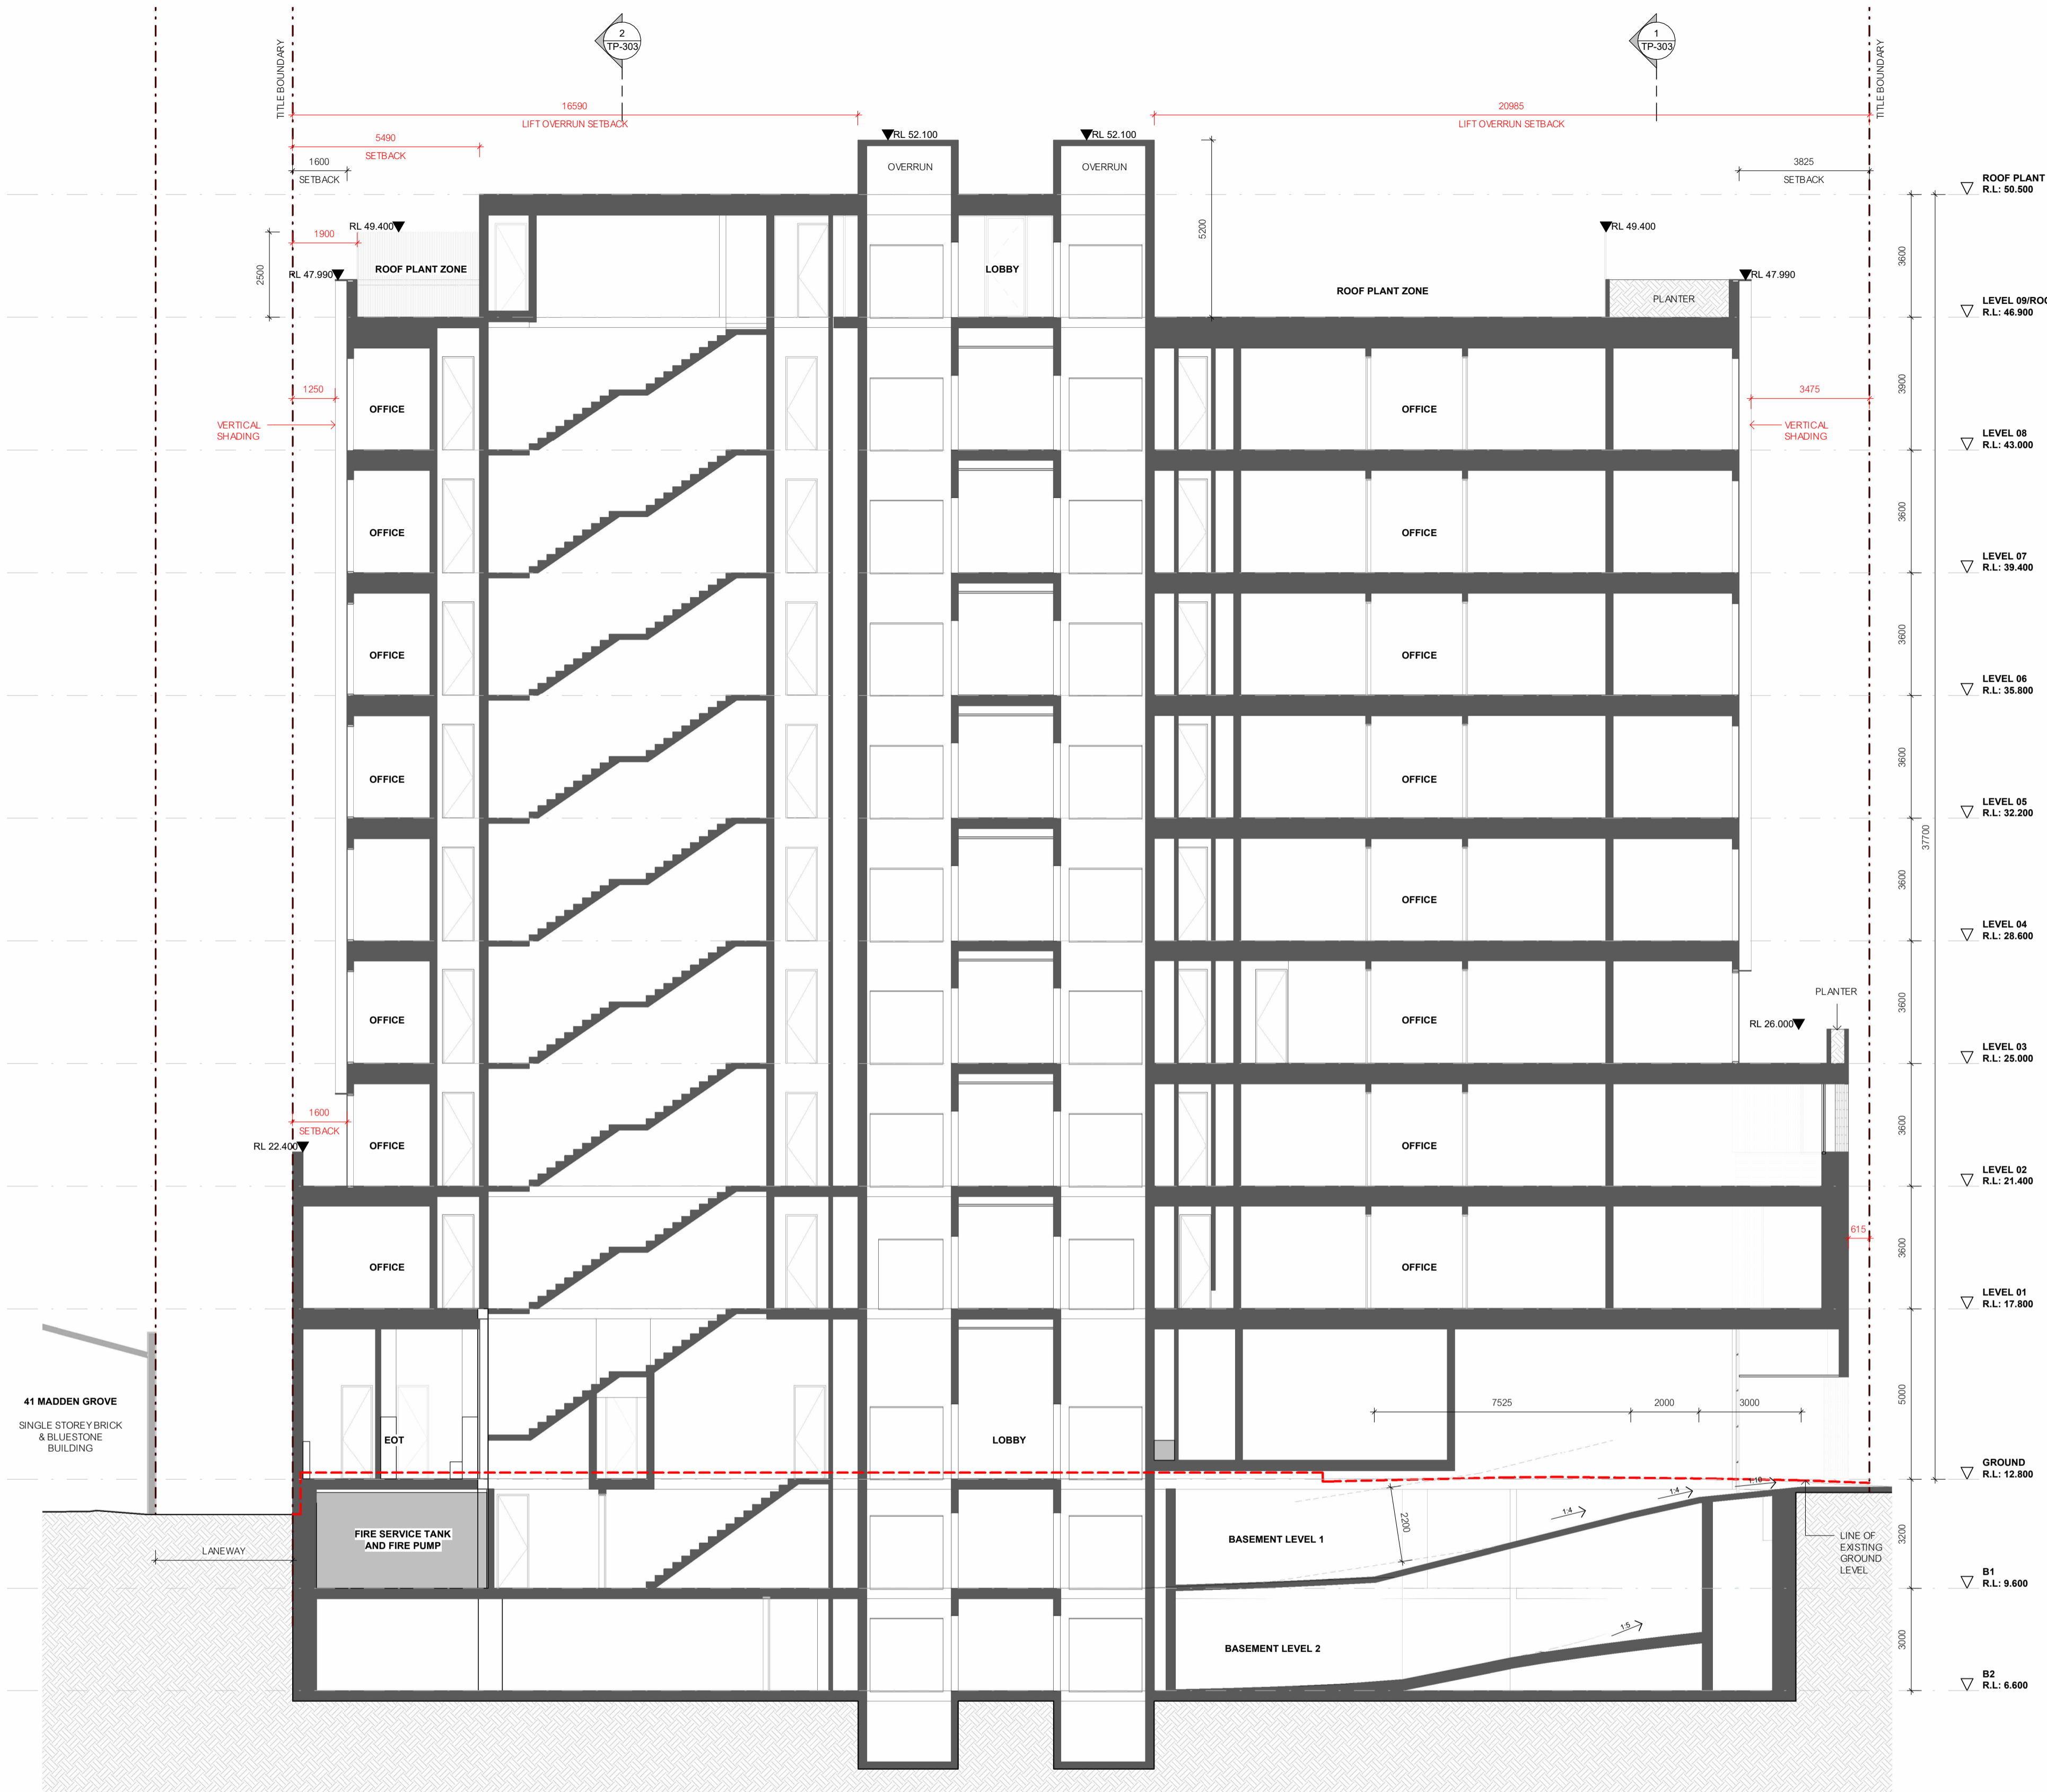 2
TP-303
1
TP-303
TITLE BOUNDARY
TITLE BOUNDARY
16590
LIFT OVERRUN SETBACK
20985
LIFT OVERRUN SETBACK
5490
SETBACK
RL 52.100
RL 52.100
1600
SETBACK
OVERRUN
OVERRUN
3825
SETBACK
ROOF PLANT
R.L: 50.500
RL 49.400
RL 49.400
1900
5200
3600
2500
RL 47.990
ROOF PLANT ZONE
LOBBY
ROOF PLANT ZONE
PLANTER
RL 47.990
LEVEL 09/ROO
R.L: 46.900
1250
3475
3900
OFFICE
OFFICE
VERTICAL
SHADING
VERTICAL
SHADING
LEVEL 08
R.L: 43.000
OFFICE
OFFICE
3600
LEVEL 07
R.L: 39.400
OFFICE
OFFICE
3600
LEVEL 06
R.L: 35.800
OFFICE
OFFICE
3600
LEVEL 05
R.L: 32.200
37700
OFFICE
OFFICE
3600
LEVEL 04
R.L: 28.600
PLANTER
OFFICE
OFFICE
3600
RL 26.000
LEVEL 03
R.L: 25.000
1600
SETBACK
RL 22.400
OFFICE
OFFICE
3600
LEVEL 02
R.L: 21.400
615
OFFICE
OFFICE
3600
LEVEL 01
R.L: 17.800
41 MADDEN GROVE
SINGLE STOREY BRICK
& BLUESTONE
BUILDING
7525
2000
3000
5000
EOT
LOBBY
GROUND
R.L: 12.800
1:10
1:4
1:4
2200
FIRE SERVICE TANK
AND FIRE PUMP
BASEMENT LEVEL 1
LINE OF
EXISTING
GROUND
LEVEL
3200
LANEWAY
B1
R.L: 9.600
1:5
BASEMENT LEVEL 2
3000
B2
R.L: 6.600